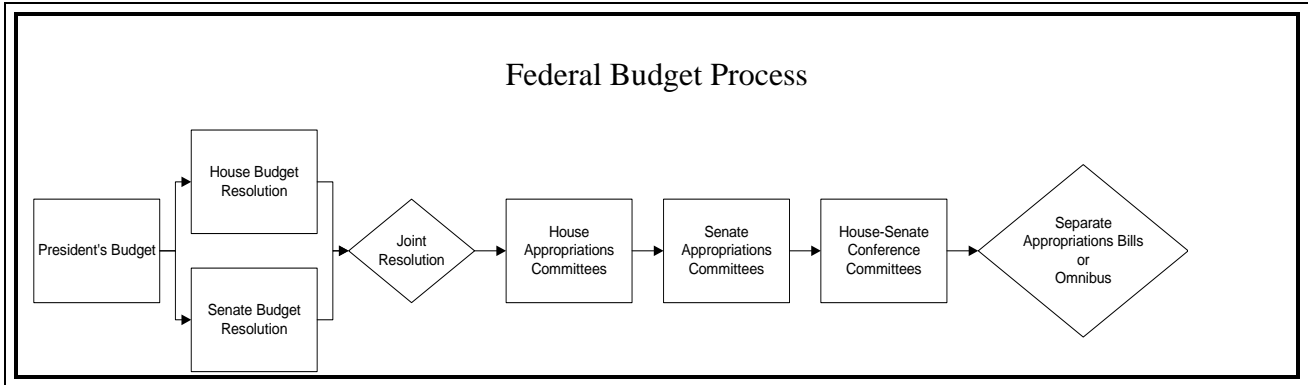 Federal Budget Process
President's Budget
House Budget
Resolution
Senate Budget
Resolution
Joint
Resolution
House
Appropriations
Committees
Senate
Appropriations
Committees
House-Senate
Conference
Committees
Separate
Appropriations Bills
or
Omnibus